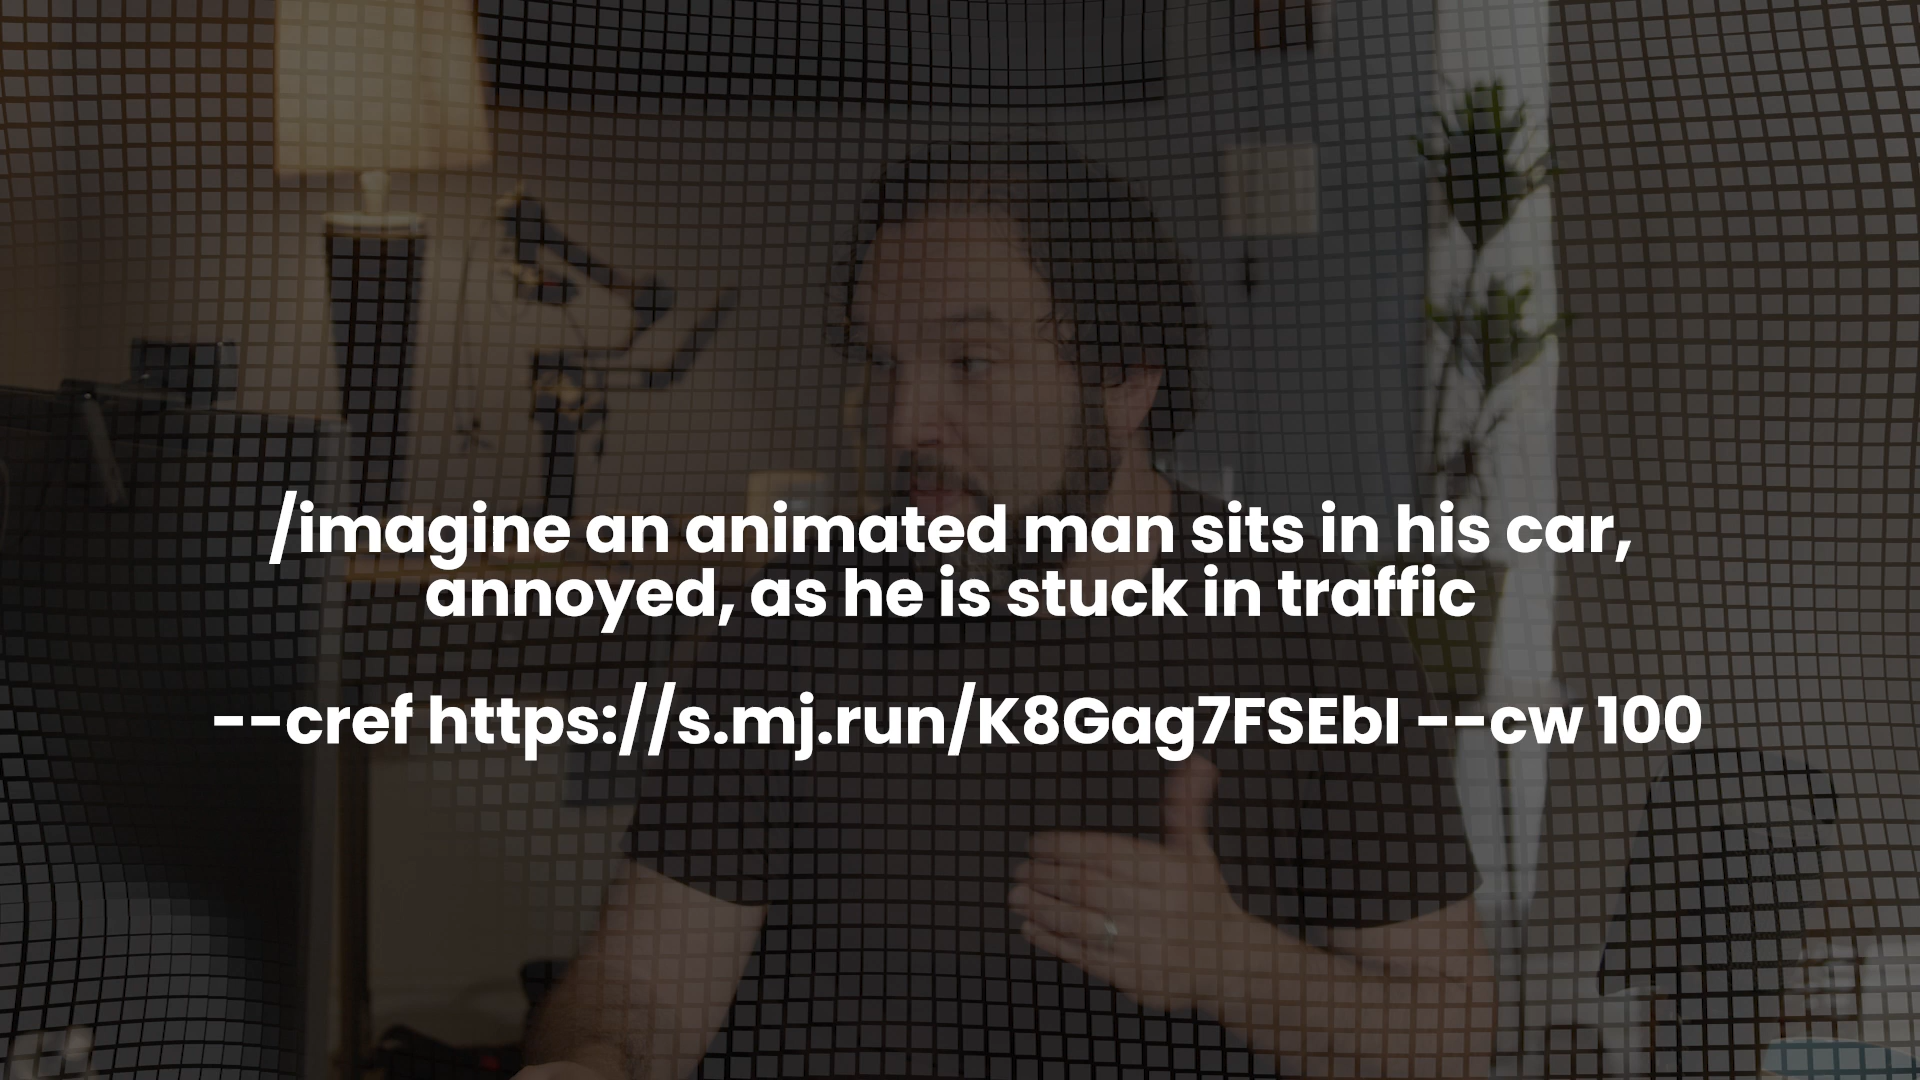 /imagine an animated man sits in his car,
annoyed, as he is stuck in traffic
--cref https://s.mj.run/K8Gag7FSEbI --cw 100